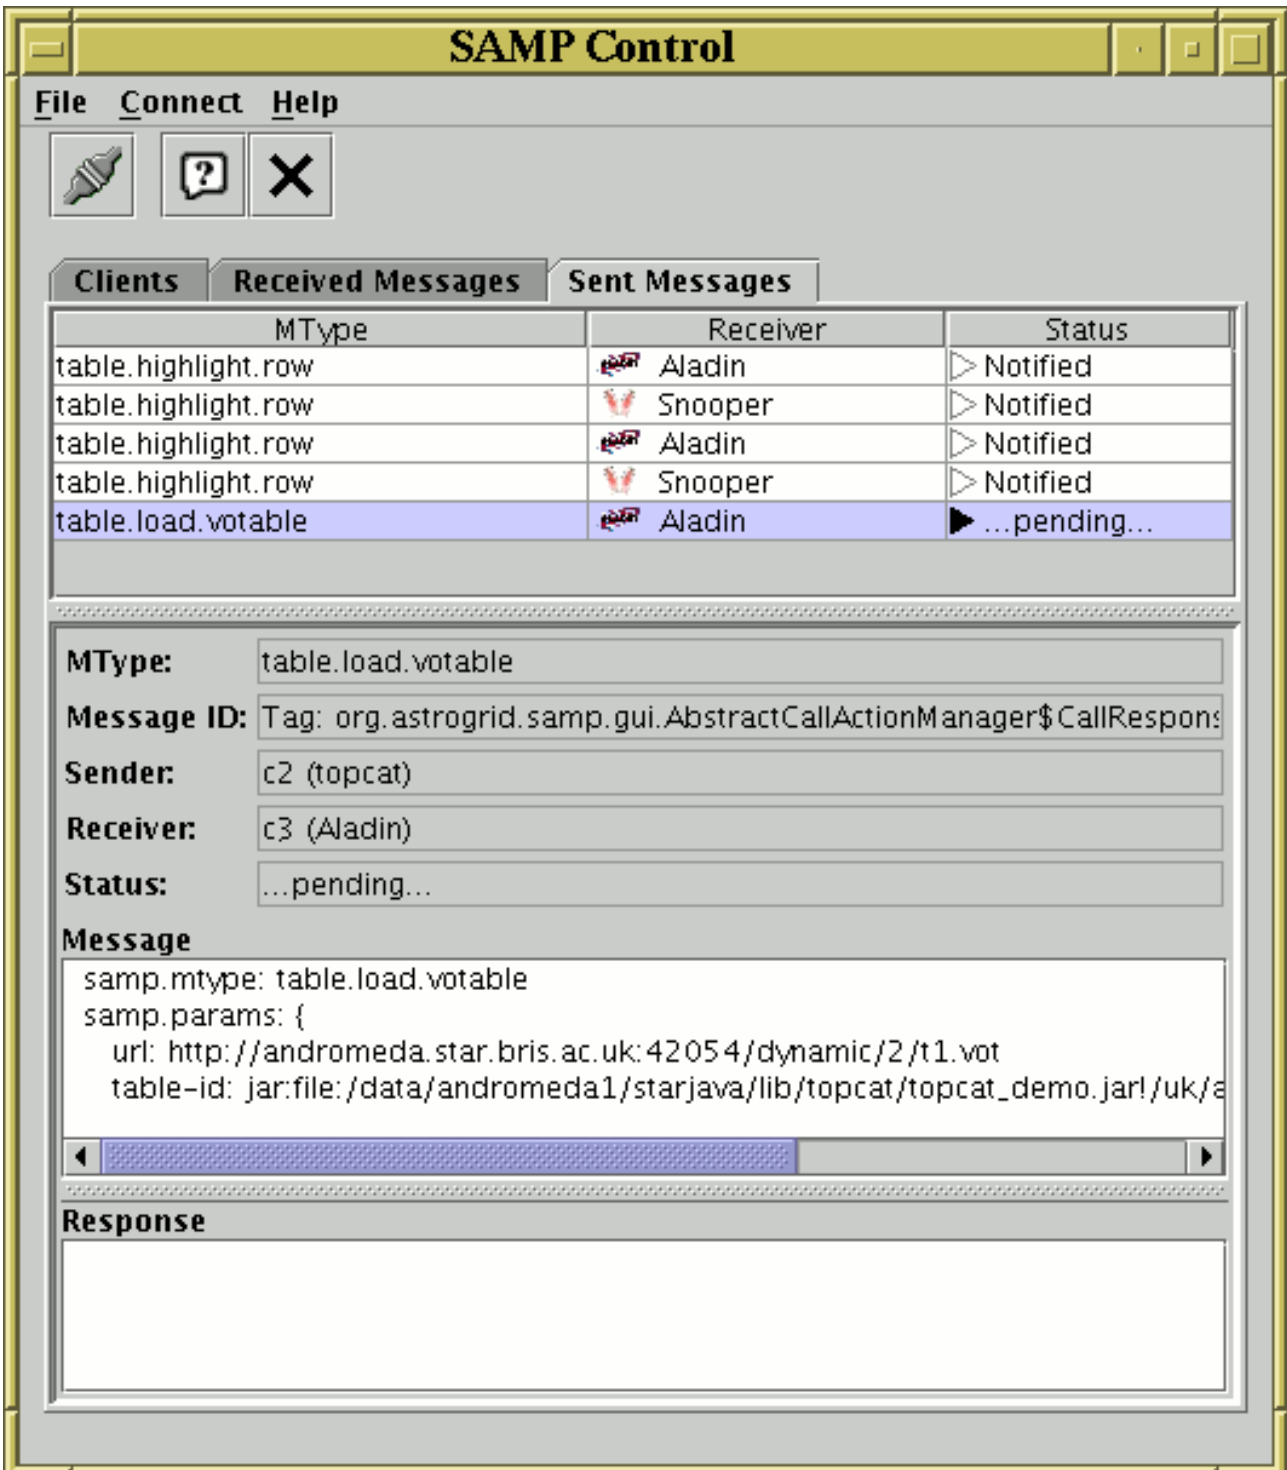 SAMP Control
File Connect Help
Clients Received Messages Sent Messages
MType Receiver Status
table.highlight.row Aladin Notified
table.highlight.row Snooper Notified
table.highlight.row Aladin Notified
table.highlight.row Snooper Notified
table.load.votable Aladin ...pending...
MType: table.load.votable
Message ID: Tag: org.astrogrid.samp.gui.AbstractCallActionManager$CallRespons
Sender: c2 (topcat)
Receiver: c3 (Aladin)
Status: ...pending...
Message
samp.mtype: table.load.votable
samp.params: {
url: http://andromeda.star.bris.ac.uk:42054/dynamic/2/t1.vot
table-id: jar:file:/data/andromeda1/starjava/lib/topcat/topcat_demo.jar!/uk/a
Response